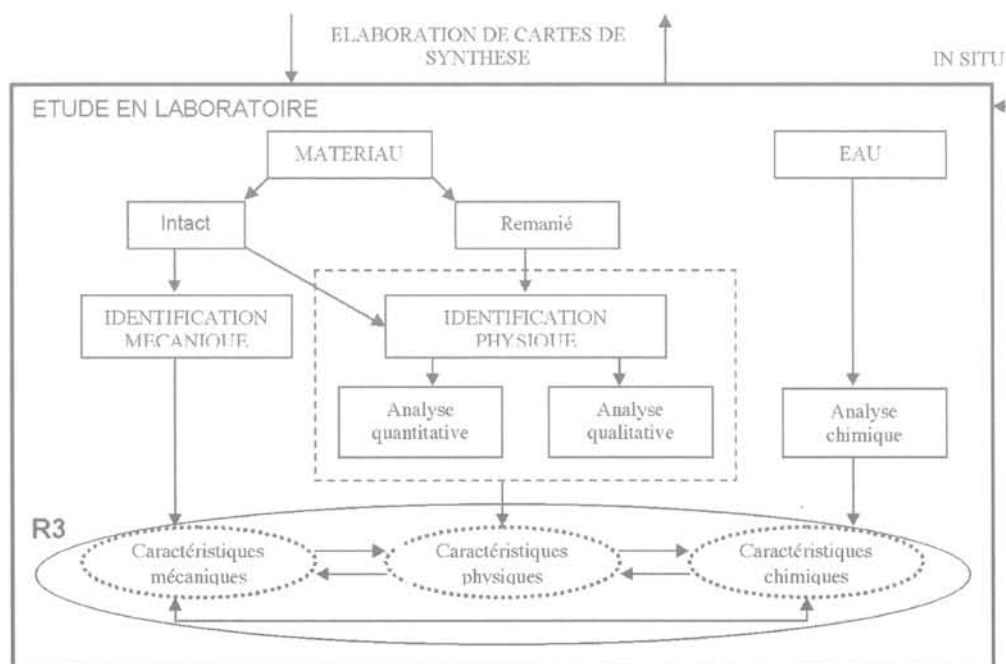 ELABORATION DE CARTES DE
SYNTHESE
IN SITU
ETUDE EN LABORATOIRE
MATERIAU
EAU
Intact
Remanié
IDENTIFICATION
MECANIQUE
IDENTIFICATION
PHYSIQUE
Analyse
quantitative
Analyse
qualitative
Analyse
chimique
R3
Caractéristiques
mécaniques
Caractéristiques
physiques
Caractéristiques
chimiques